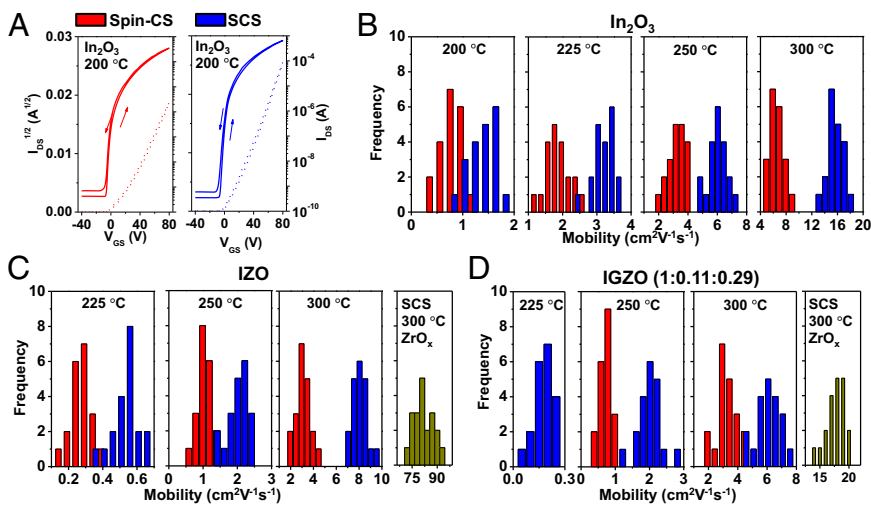 Spin-CS
SCS
A
In2O3
200 °C
In2O3
200 °C
0.03
0.02
0.01
0.00
IDS^1/2 (A^1/2)
-40 0 40 80
VGS (V)
-40 0 40 80
VGS (V)
10^-4
10^-6
10^-8
10^-9
10^-10
IDS (A)
B
In2O3
200 °C
225 °C
250 °C
300 °C
10
8
6
4
2
0
Frequency
0 1 2
1 2 3 4
0 2 4 6 8
4 8 12 16 20
Mobility (cm2V-1s-1)
C
IZO
225 °C
250 °C
300 °C
SCS
300 °C
ZrOx
10
8
6
4
2
0
Frequency
0.2 0.4 0.6
0 1 2 3
2 4 6 8 10
75 90
Mobility (cm2V-1s-1)
D
IGZO (1:0.11:0.29)
225 °C
250 °C
300 °C
SCS
300 °C
ZrOx
10
8
6
4
2
0
Frequency
0.0 0.3
0 1 2 3
2 4 6 8
15 20
Mobility (cm2V-1s-1)